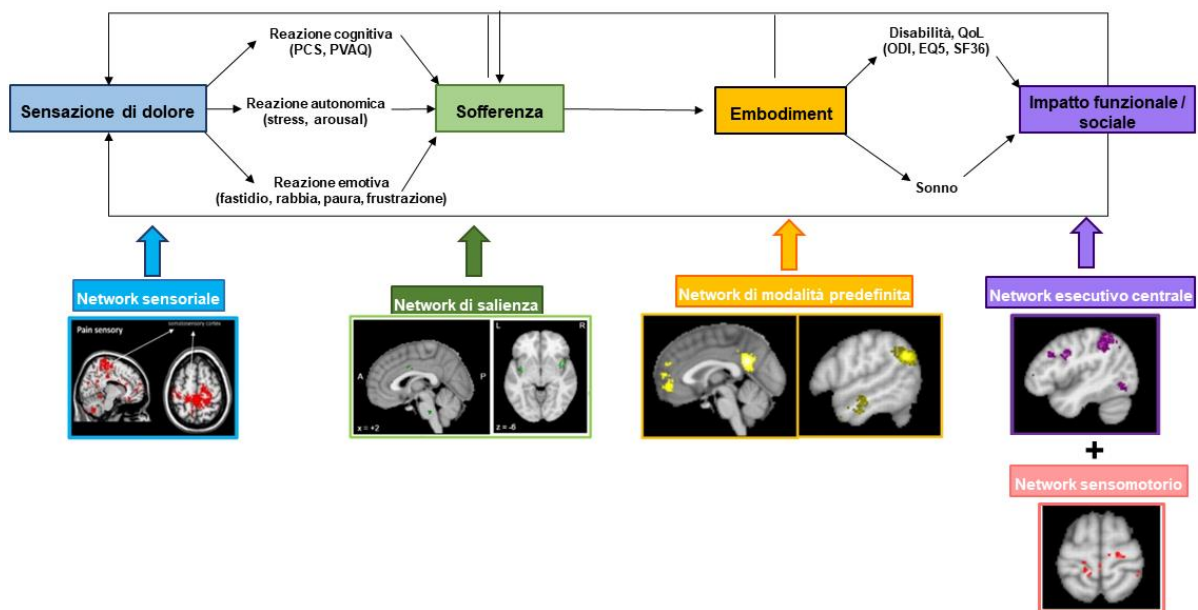 Reazione cognitiva
(PCS, PVAQ)
Disabilità, QoL
(ODI, EQ5, SF36)
Sensazione di dolore
Reazione autonomica
(stress, arousal)
Sofferenza
Embodiment
Impatto funzionale /
sociale
Reazione emotiva
(fastidio, rabbia, paura, frustrazione)
Sonno
Network sensoriale
Network di salienza
Network di modalità predefinita
Network esecutivo centrale
Pain sensory
somatosensory cortex
L
R
A
P
x = +2
z = -6
+
Network sensomotorio